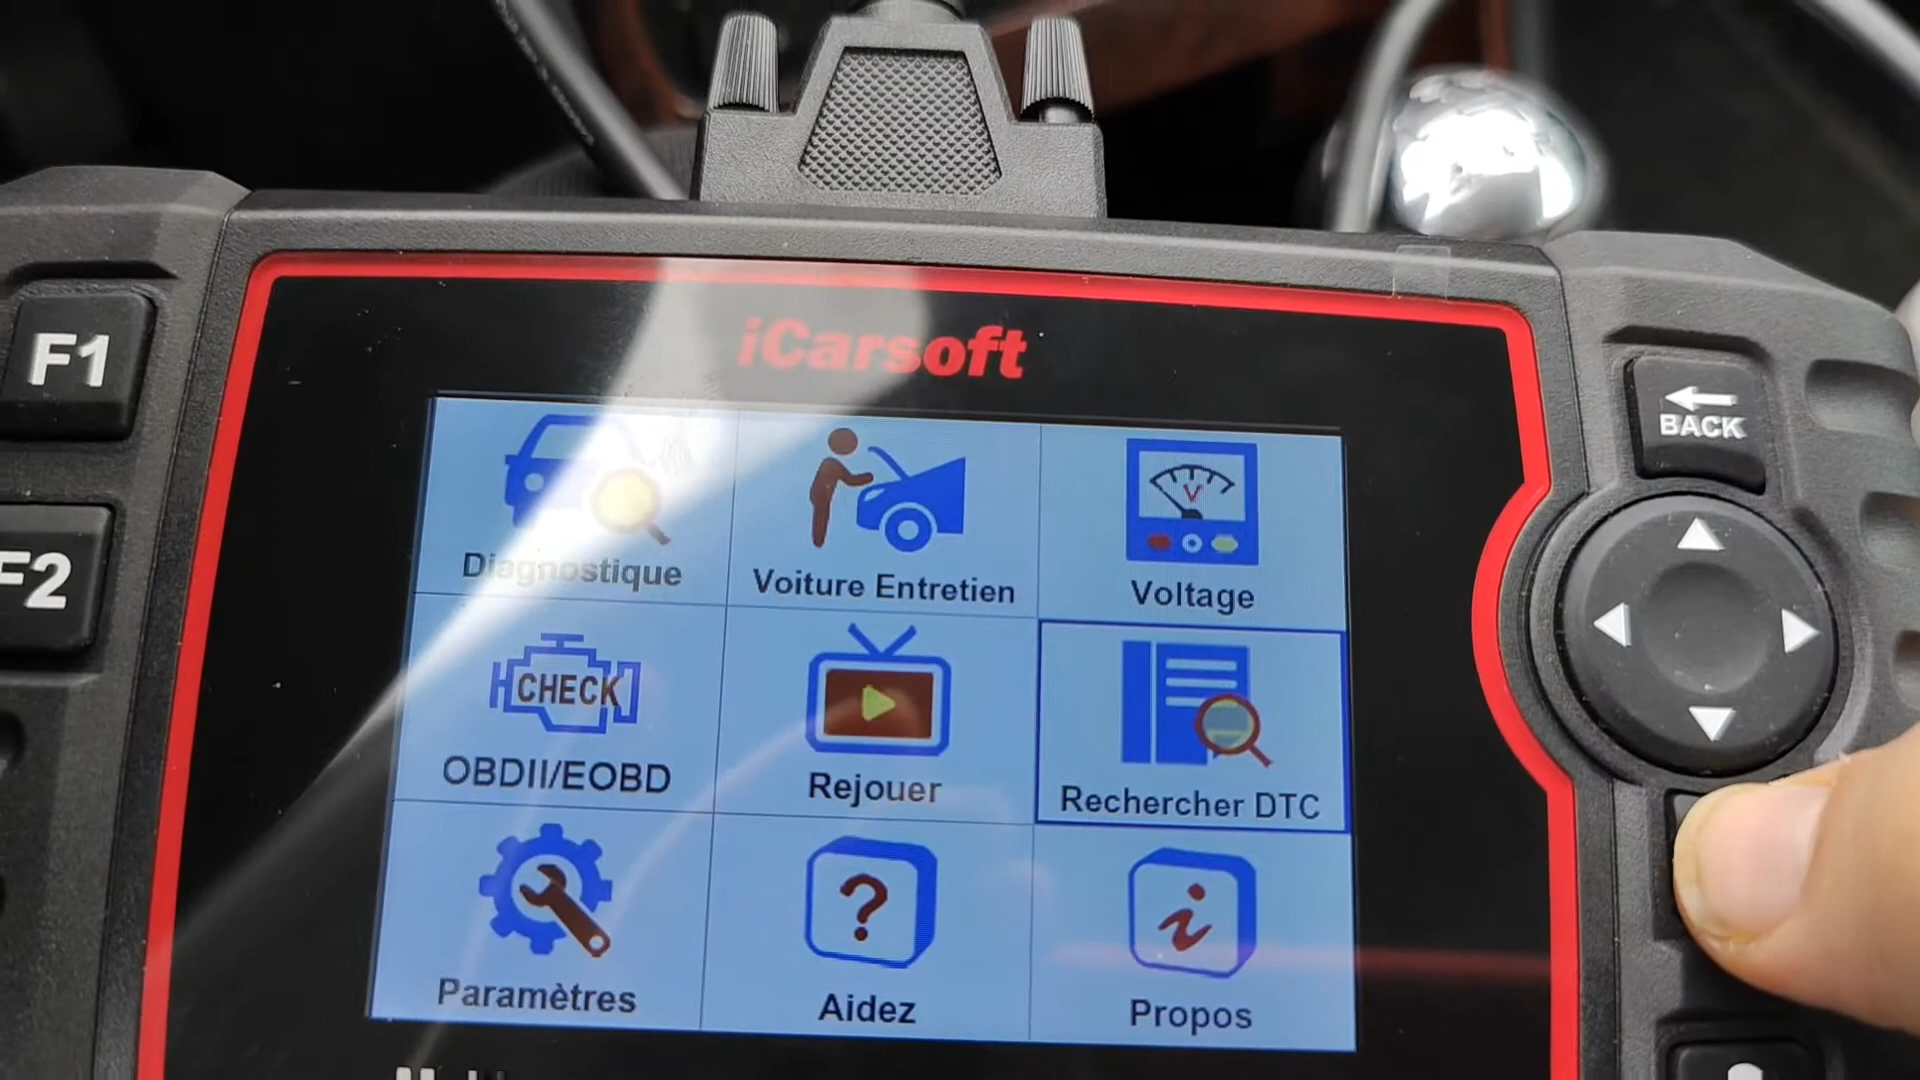 F1
F2
iCarsoft
BACK
Diagnostique
Voiture Entretien
V
Voltage
CHECK
OBDII/EOBD
Rejouer
Rechercher DTC
Paramètres
?
Aidez
i
Propos